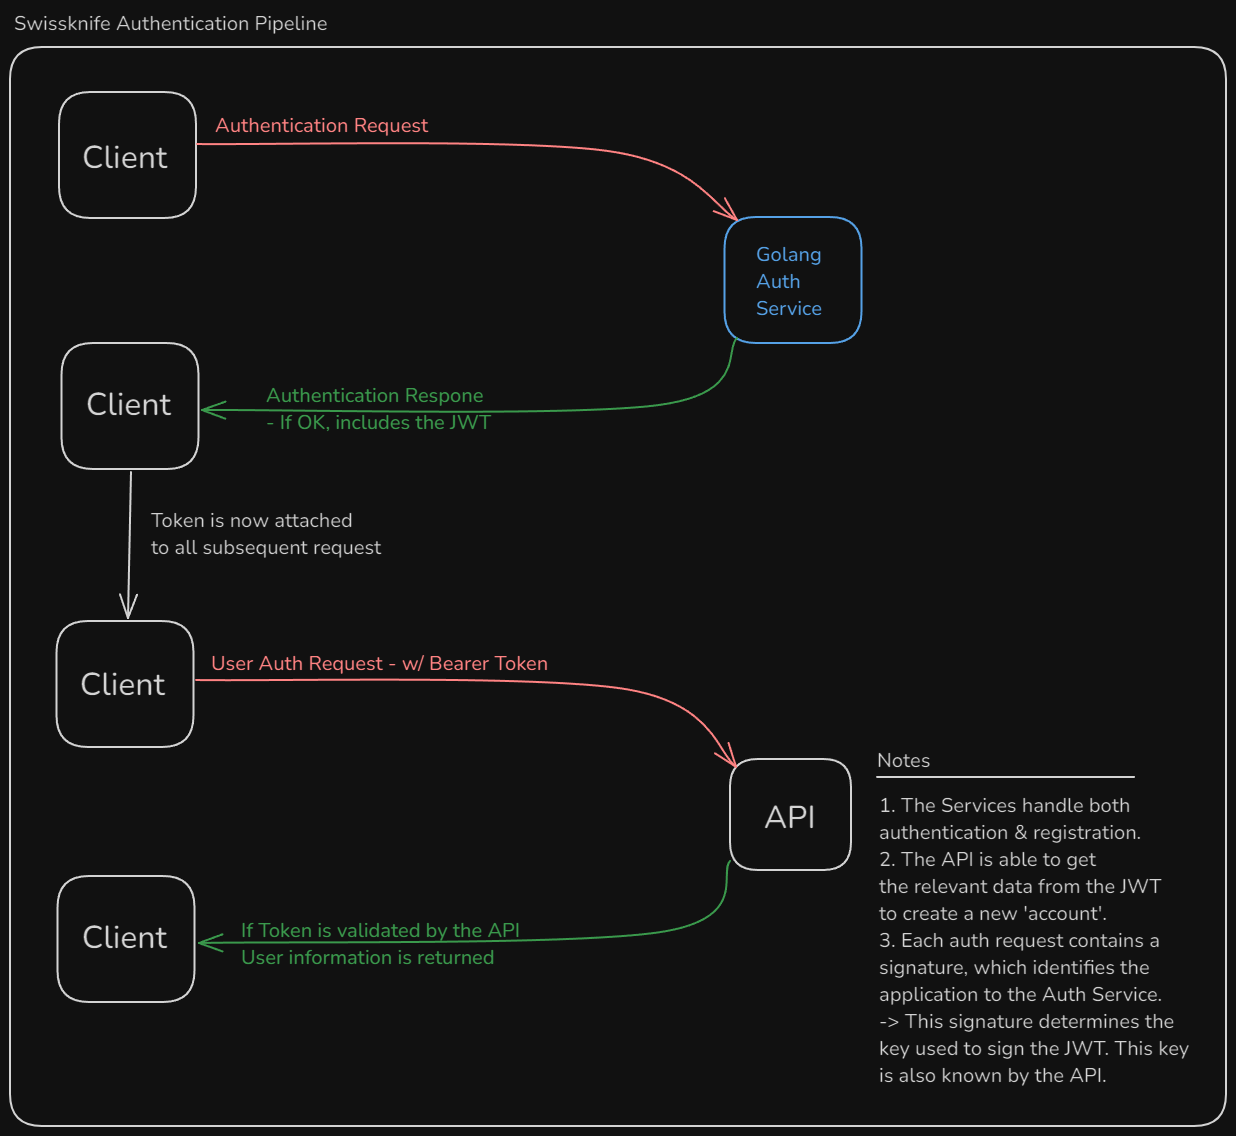 Swissknife Authentication Pipeline
Client
Authentication Request
Golang
Auth
Service
Client
Authentication Respone
- If OK, includes the JWT
Token is now attached
to all subsequent request
Client
User Auth Request - w/ Bearer Token
API
Client
If Token is validated by the API
User information is returned
Notes
1. The Services handle both
authentication & registration.
2. The API is able to get
the relevant data from the JWT
to create a new 'account'.
3. Each auth request contains a
signature, which identifies the
application to the Auth Service.
-> This signature determines the
key used to sign the JWT. This key
is also known by the API.